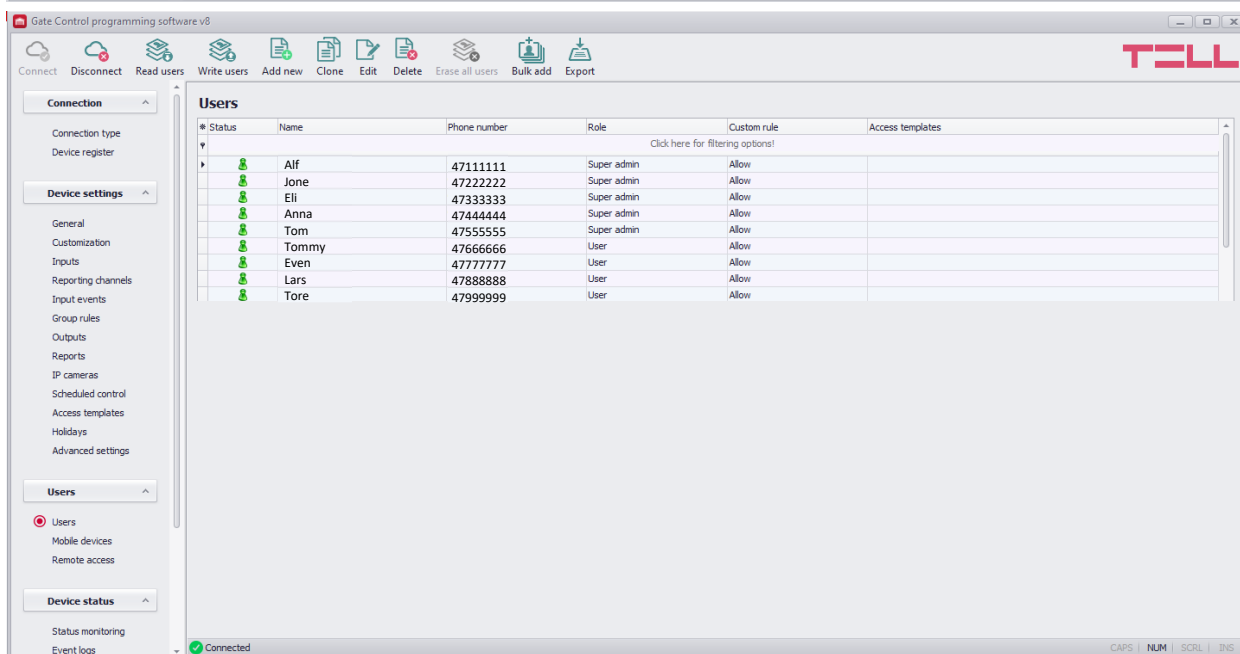 Gate Control programming software v8
Connect Disconnect Read users Write users Add new Clone Edit Delete Erase all users Bulk add Export
TELL
Connection
Connection type
Device register
Device settings
General
Customization
Inputs
Reporting channels
Input events
Group rules
Outputs
Reports
IP cameras
Scheduled control
Access templates
Holidays
Advanced settings
Users
Users
Mobile devices
Remote access
Device status
Status monitoring
Event logs
Users
Status Name Phone number Role Custom rule Access templates
Click here for filtering options!
Alf 47111111 Super admin Allow
Jone 47222222 Super admin Allow
Eli 47333333 Super admin Allow
Anna 47444444 Super admin Allow
Tom 47555555 Super admin Allow
Tommy 47666666 User Allow
Even 47777777 User Allow
Lars 47888888 User Allow
Tore 47999999 User Allow
Connected
CAPS NUM SCRL INS